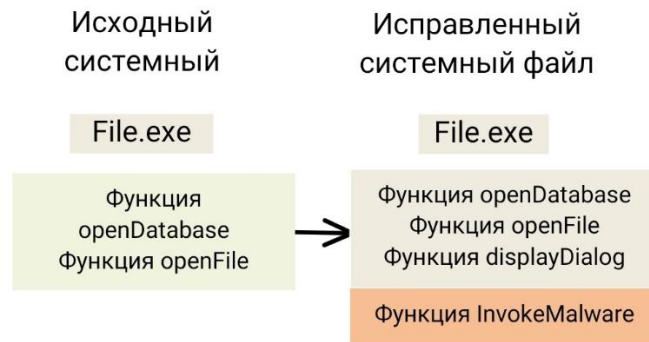 Исходный
системный
File.exe
Функция
openDatabase
Функция openFile
Исправленный
системный файл
File.exe
Функция openDatabase
Функция openFile
Функция displayDialog
Функция InvokeMalware